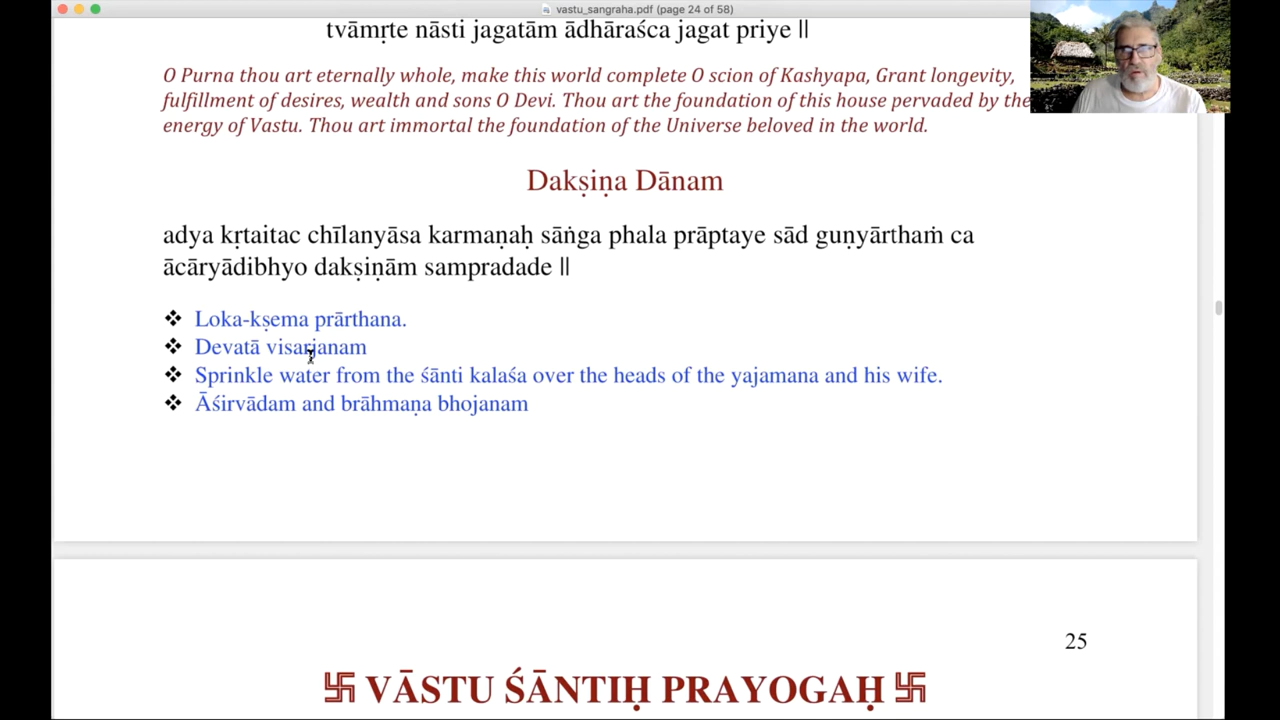 vastu_sangraha.pdf (page 24 of 58)
tvāmṛte nāsti jagatām ādhāraśca jagat priye ||
O Purna thou art eternally whole, make this world complete O scion of Kashyapa, Grant longevity,
fulfillment of desires, wealth and sons O Devi. Thou art the foundation of this house pervaded by the
energy of Vastu. Thou art immortal the foundation of the Universe beloved in the world.
Dakṣiṇa Dānam
adya kṛtaitac chīlanyāsa karmaṇaḥ sāṅga phala prāptaye sād guṇyārthaṁ ca
ācāryādibhyo dakṣiṇām sampradade ||
❖ Loka-kṣema prārthana.
❖ Devatā visarjanam
❖ Sprinkle water from the śānti kalaśa over the heads of the yajamana and his wife.
❖ Āśirvādam and brāhmaṇa bhojanam
25
卐 VĀSTU ŚĀNTIḤ PRAYOGAḤ 卐